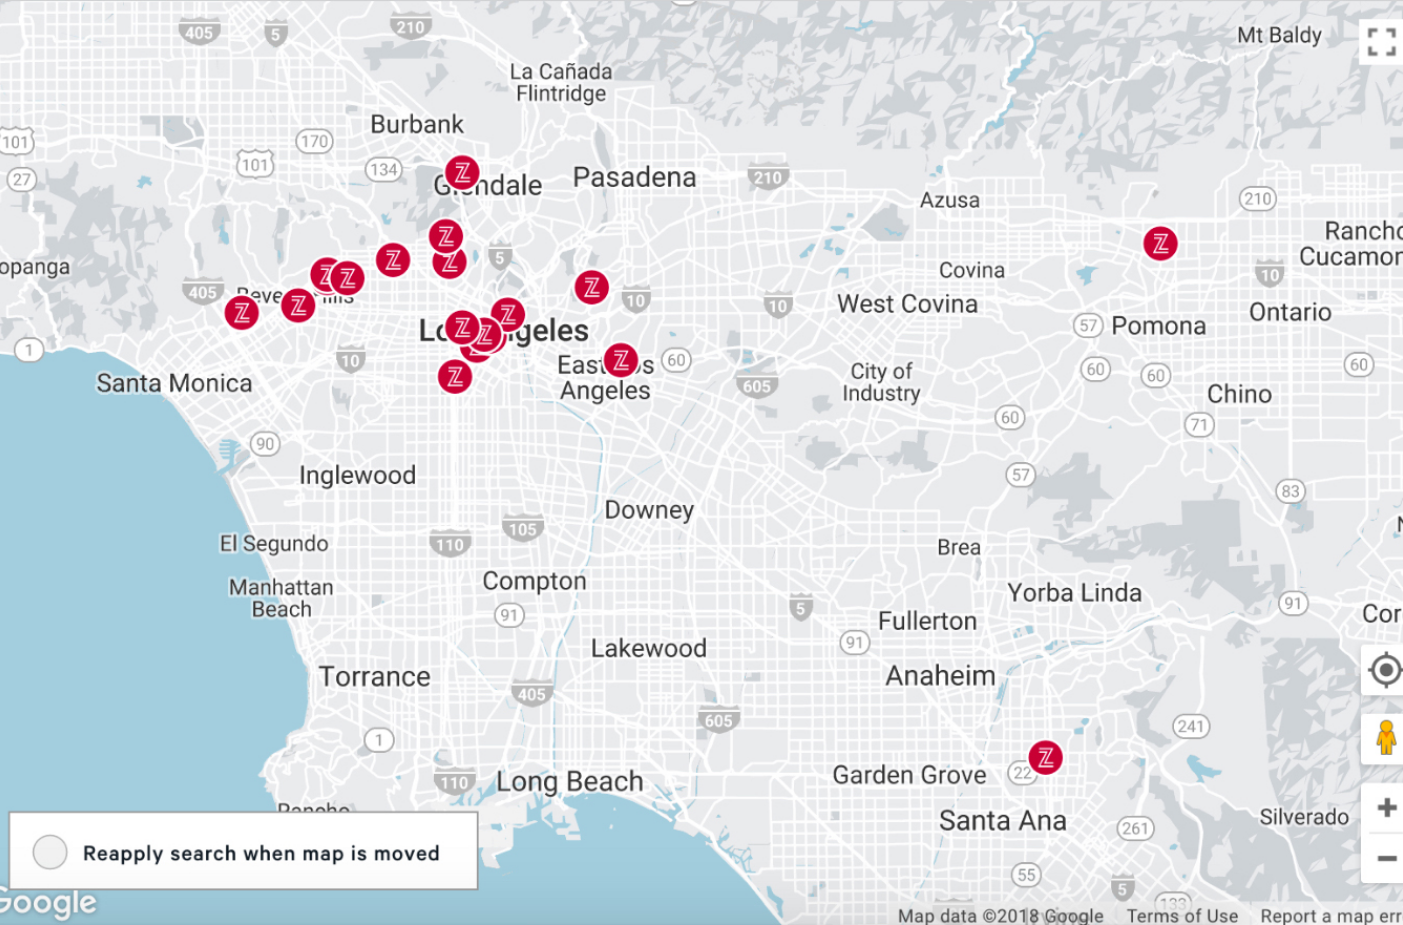 405
5
210
Mt Baldy
La Cañada
Flintridge
Burbank
101
170
101
134
27
Z
Glendale
Pasadena
210
Azusa
210
Z
Z
Rancho
Cucamon
opanga
Z
Z
5
Covina
10
Z
Z
405
Z
10
10
West Covina
Ontario
Beverly Hills
Z
Z
Z
57
Pomona
Los Angeles
Z
Z
Z
1
10
East Los
Angeles
Z
60
605
City of
Industry
60
60
60
Santa Monica
Z
Chino
60
71
90
Inglewood
57
83
Downey
El Segundo
110
105
Brea
Manhattan
Beach
Compton
Yorba Linda
91
5
91
Fullerton
91
Cor
Lakewood
Torrance
Anaheim
405
605
241
1
Z
110
Long Beach
Garden Grove
22
Rancho
Santa Ana
261
Silverado
Reapply search when map is moved
55
5
133
Google
Map data ©2018 Google
Terms of Use
Report a map err